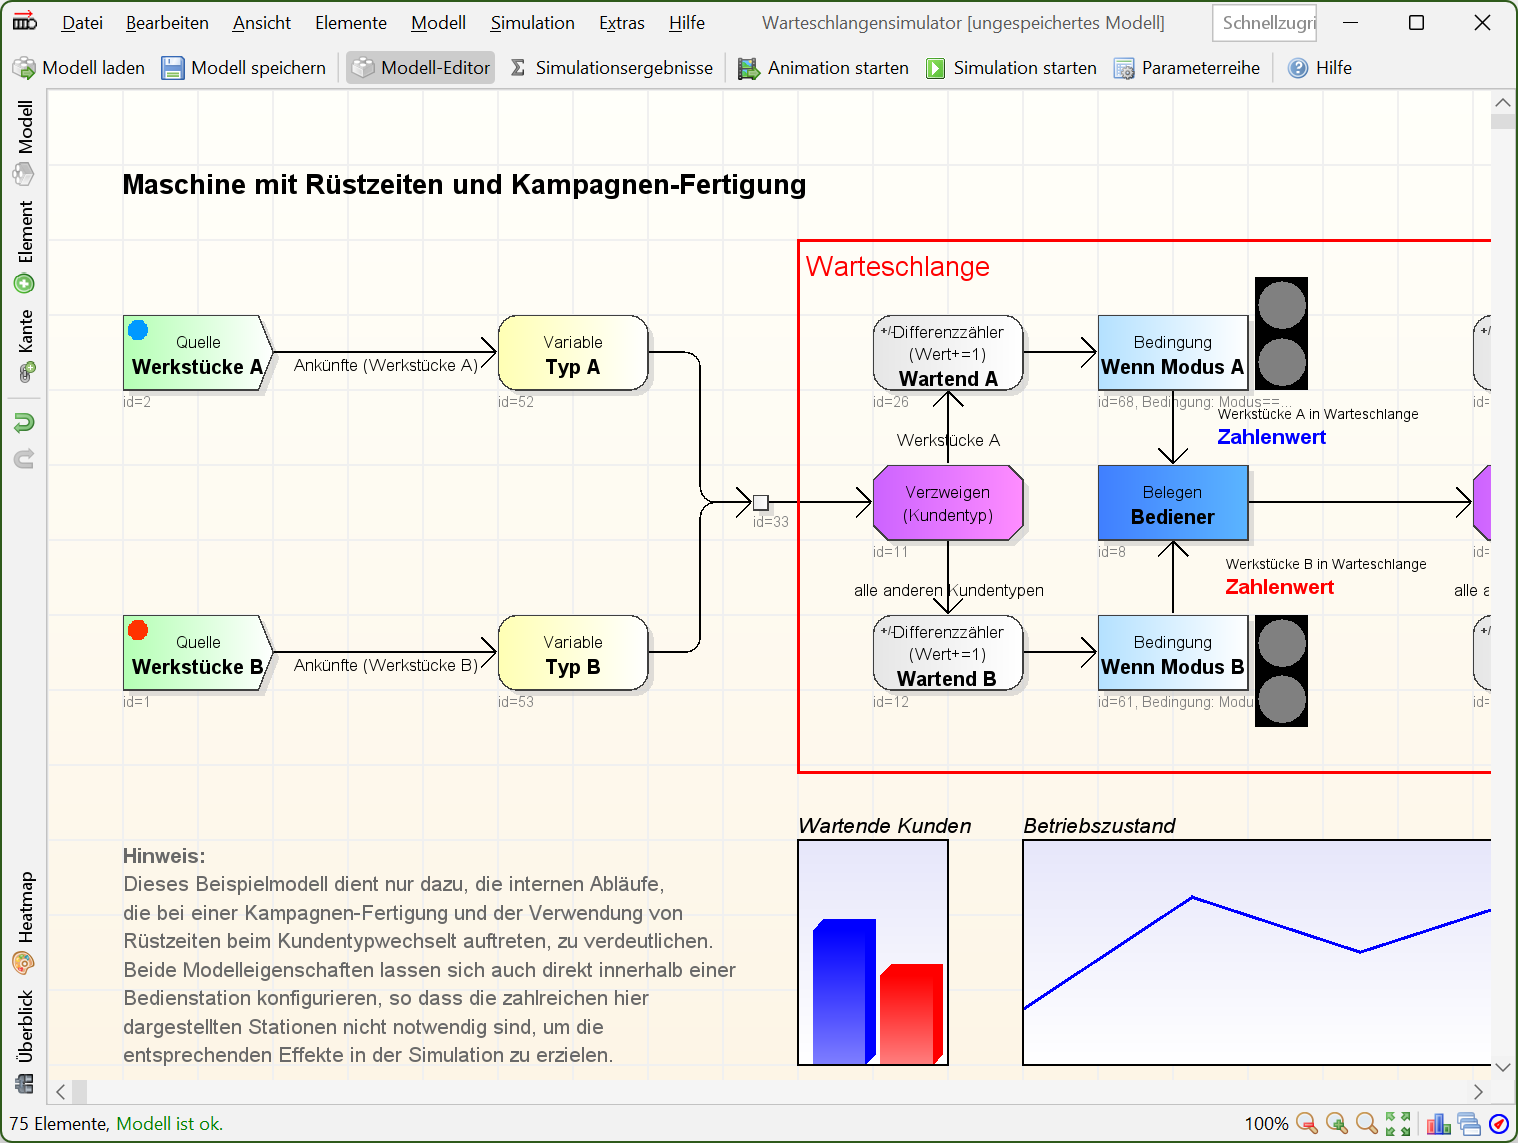 Datei Bearbeiten Ansicht Elemente Modell Simulation Extras Hilfe Warteschlangensimulator [ungespeichertes Modell] Schnellzugri
Modell laden Modell speichern Modell-Editor Simulationsergebnisse Animation starten Simulation starten Parameterreihe Hilfe
Modell
Element
Kante
Heatmap
Überblick
Maschine mit Rüstzeiten und Kampagnen-Fertigung
Warteschlange
Quelle
Werkstücke A
id=2
Ankünfte (Werkstücke A)
Variable
Typ A
id=52
+/-Differenzzähler
(Wert+=1)
Wartend A
id=26
Bedingung
Wenn Modus A
id=68, Bedingung: Modus==...
+/-
id=
Werkstücke A in Warteschlange
Zahlenwert
Werkstücke A
id=33
Verzweigen
(Kundentyp)
id=11
Belegen
Bediener
id=8
id=
Werkstücke B in Warteschlange
Zahlenwert
alle anderen Kundentypen
alle a
Quelle
Werkstücke B
id=1
Ankünfte (Werkstücke B)
Variable
Typ B
id=53
+/-Differenzzähler
(Wert+=1)
Wartend B
id=12
Bedingung
Wenn Modus B
id=61, Bedingung: Modu
+/-
id=
Wartende Kunden
Betriebszustand
Hinweis:
Dieses Beispielmodell dient nur dazu, die internen Abläufe,
die bei einer Kampagnen-Fertigung und der Verwendung von
Rüstzeiten beim Kundentypwechselt auftreten, zu verdeutlichen.
Beide Modelleigenschaften lassen sich auch direkt innerhalb einer
Bedienstation konfigurieren, so dass die zahlreichen hier
dargestellten Stationen nicht notwendig sind, um die
entsprechenden Effekte in der Simulation zu erzielen.
75 Elemente, Modell ist ok.
100%